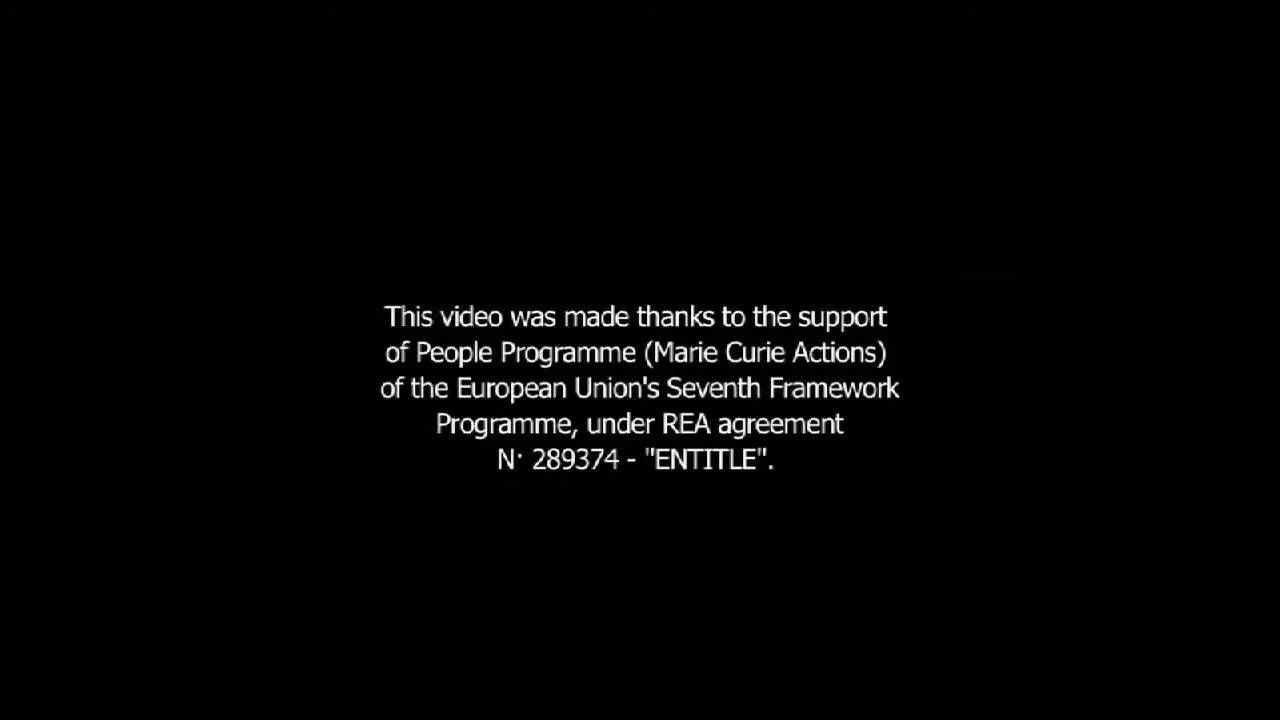 This video was made thanks to the support
of People Programme (Marie Curie Actions)
of the European Union's Seventh Framework
Programme, under REA agreement
N· 289374 - "ENTITLE".